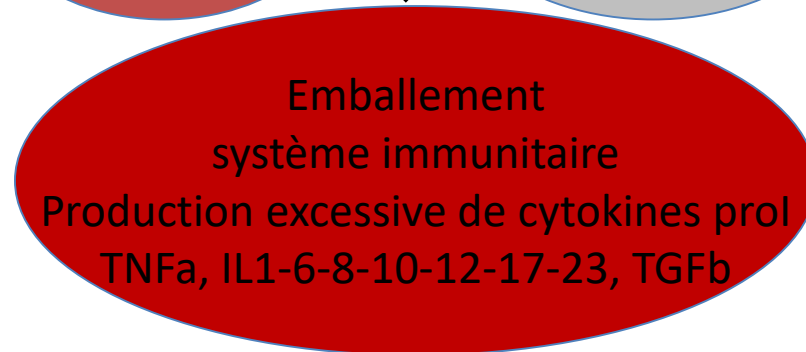 Emballement
système immunitaire
Production excessive de cytokines proI
TNFa, IL1-6-8-10-12-17-23, TGFb